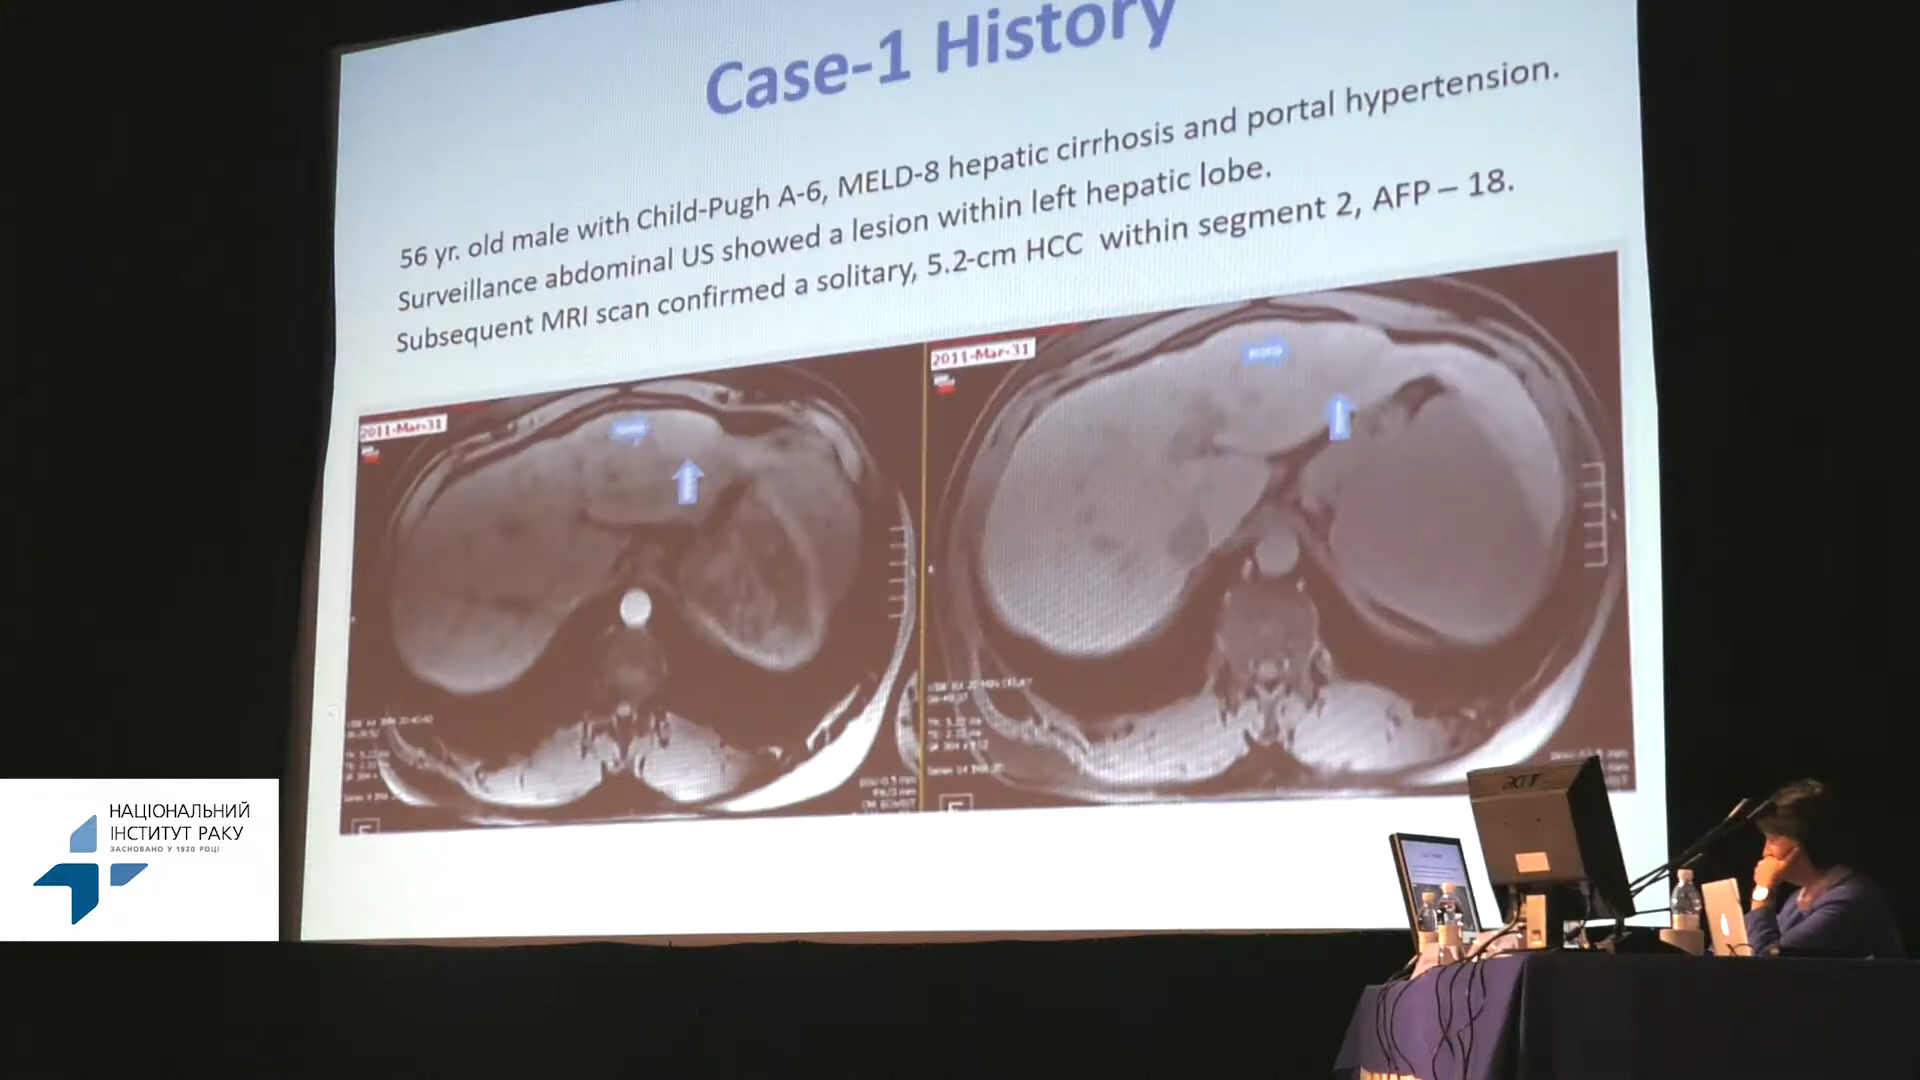 Case-1 History
56 yr. old male with Child-Pugh A-6, MELD-8 hepatic cirrhosis and portal hypertension.
Surveillance abdominal US showed a lesion within left hepatic lobe.
Subsequent MRI scan confirmed a solitary, 5.2-cm HCC within segment 2, AFP – 18.
2011-Mar-31
2011-Mar-31
acer
НАЦІОНАЛЬНИЙ
ІНСТИТУТ РАКУ
ЗАСНОВАНО У 1920 РОЦІ